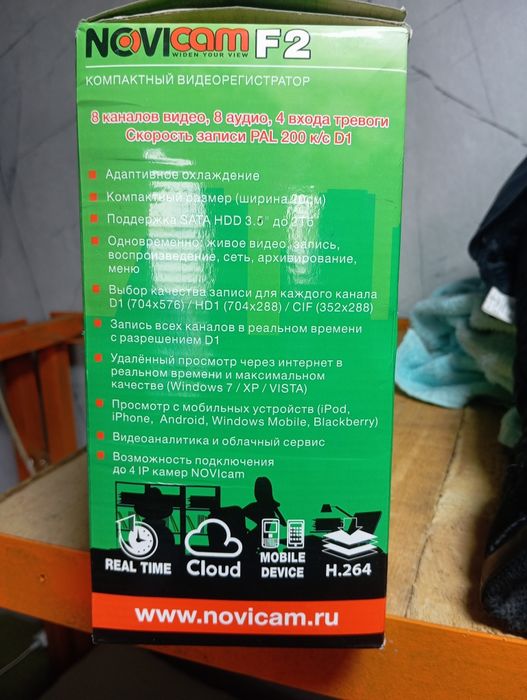 NOVIcam F2
WIDEN YOUR VIEW
КОМПАКТНЫЙ ВИДЕОРЕГИСТРАТОР
8 каналов видео, 8 аудио, 4 входа тревоги
Скорость записи PAL 200 к/с D1
Адаптивное охлаждение
Компактный размер (ширина 20см)
Поддержка SATA HDD 3.5" до 2Тб
Одновременно: живое видео, запись,
воспроизведение, сеть, архивирование,
меню
Выбор качества записи для каждого канала
D1 (704x576) / HD1 (704x288) / CIF (352x288)
Запись всех каналов в реальном времени
с разрешением D1
Удалённый просмотр через интернет в
реальном времени и максимальном
качестве (Windows 7 / XP / VISTA)
Просмотр с мобильных устройств (iPod,
iPhone, Android, Windows Mobile, Blackberry)
Видеоаналитика и облачный сервис
Возможность подключения
до 4 IP камер NOVIcam
REAL TIME
Cloud
MOBILE
DEVICE
H.264
www.novicam.ru